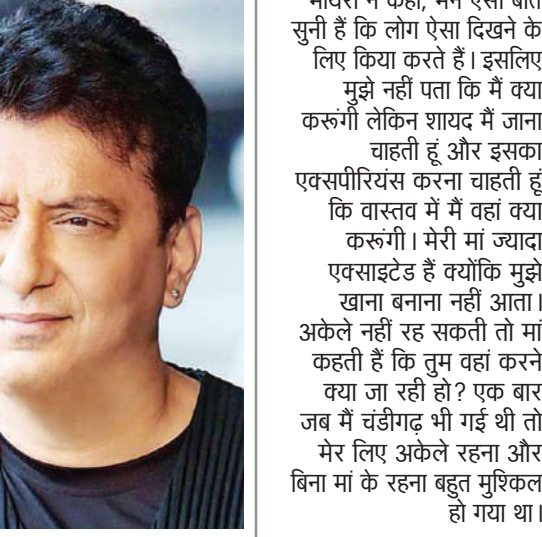 ने कहा, मैंने ऐसी बातें
सुनी हैं कि लोग ऐसा दिखने के
लिए किया करते हैं। इसलिए
मुझे नहीं पता कि मैं क्या
करूंगी लेकिन शायद मैं जाना
चाहती हूं और इसका
एक्सपीरियंस करना चाहती हूं
कि वास्तव में मैं वहां क्या
करूंगी। मेरी मां ज्यादा
एक्साइटेड हैं क्योंकि मुझे
खाना बनाना नहीं आता।
अकेले नहीं रह सकती तो मां
कहती हैं कि तुम वहां करने
क्या जा रही हो? एक बार
जब मैं चंडीगढ़ भी गई थी तो
मेर लिए अकेले रहना और
बिना मां के रहना बहुत मुश्किल
हो गया था।